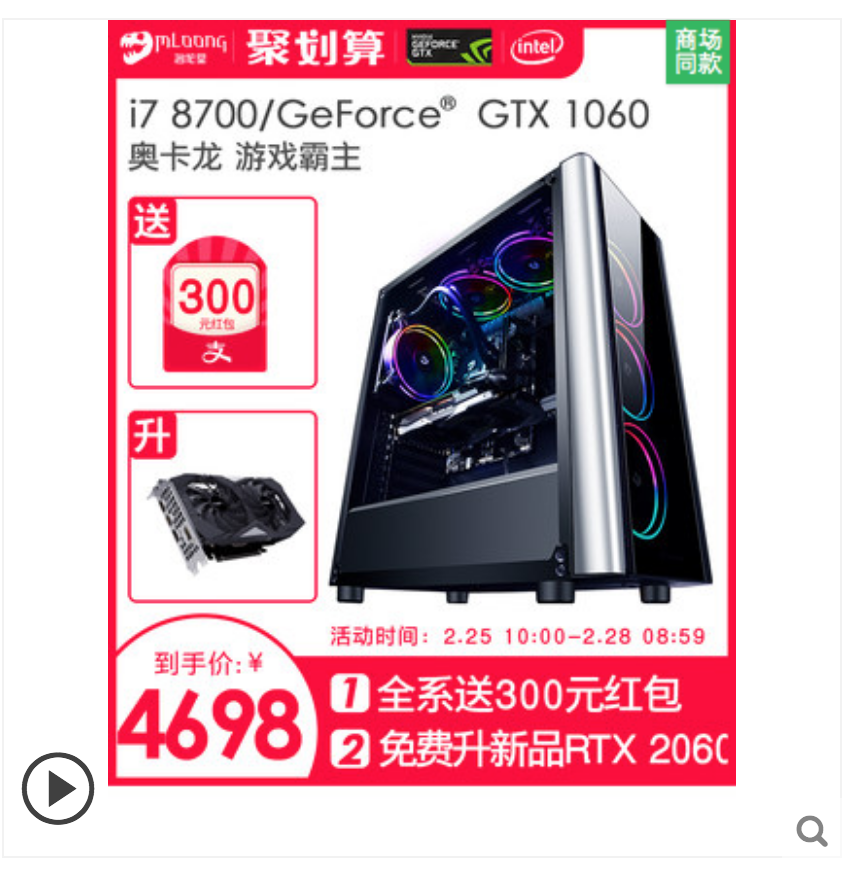 mLoong
名龙堂
聚划算
NVIDIA
GEFORCE
GTX
intel
商场
同款
i7 8700/GeForce® GTX 1060
奥卡龙 游戏霸主
送
300
元红包
支
升
活动时间：2.25 10:00-2.28 08:59
到手价:¥
4698
1 全系送300元红包
2 免费升新品RTX 2060